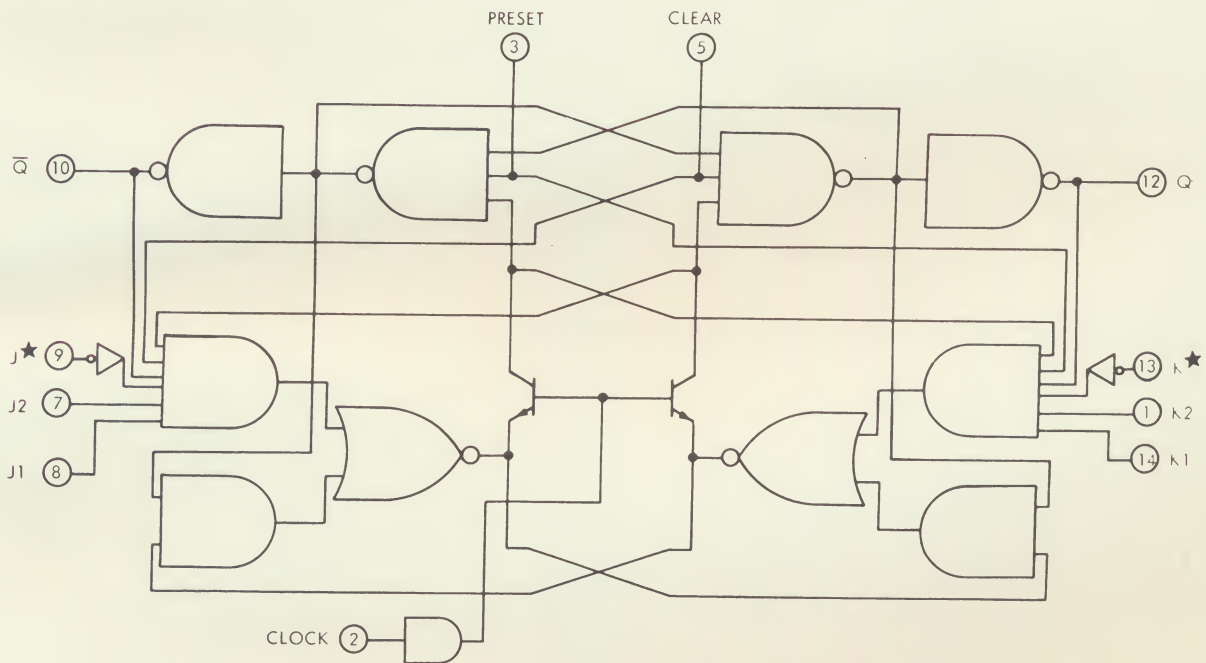 PRESET CLEAR
3 5
Q 10
12 Q
J★ 9
13 K★
J2 7
1 K2
J1 8
14 K1
CLOCK 2